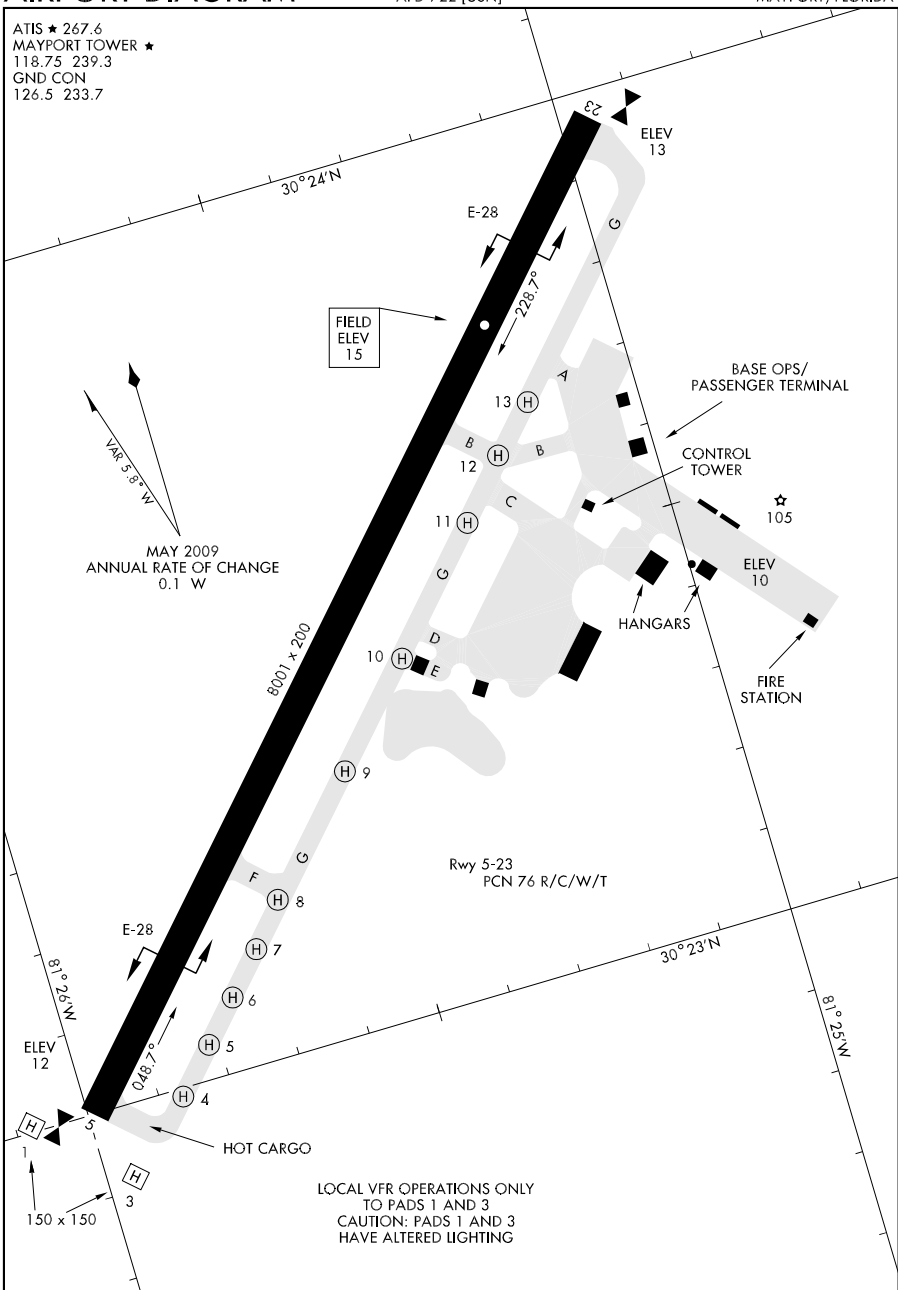 ATIS ★ 267.6
MAYPORT TOWER ★
118.75 239.3
GND CON
126.5 233.7
23
ELEV
13
30°24'N
G
E-28
228.7°
FIELD
ELEV
15
A
BASE OPS/
PASSENGER TERMINAL
13 H
VAR 5.8° W
B
B
12 H
CONTROL
TOWER
C
105
11 H
MAY 2009
ANNUAL RATE OF CHANGE
0.1 W
ELEV
10
G
HANGARS
D
8001 x 200
10 H
E
FIRE
STATION
H 9
G
Rwy 5-23
PCN 76 R/C/W/T
F
H 8
E-28
H 7
30°23'N
81°26'W
H 6
81°25'W
ELEV
12
H 5
048.7°
H 4
5
H
1
HOT CARGO
H
3
150 x 150
LOCAL VFR OPERATIONS ONLY
TO PADS 1 AND 3
CAUTION: PADS 1 AND 3
HAVE ALTERED LIGHTING